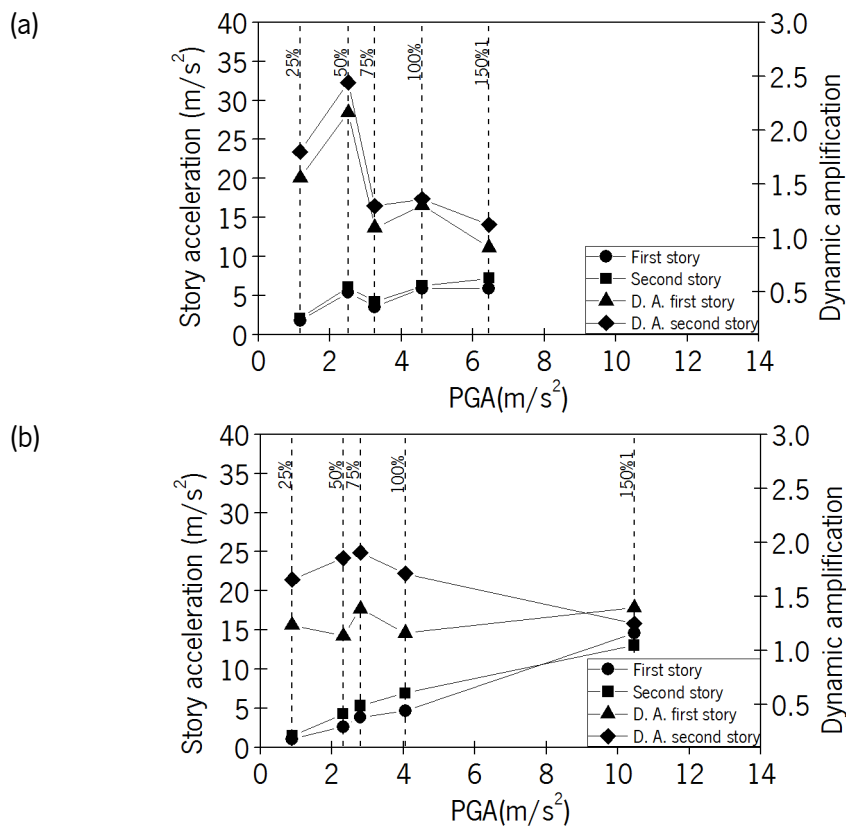 (a)
Story acceleration (m/s²)
40
35
30
25
20
15
10
5
0
25%
50%
75%
100%
150%1
3.0
2.5
2.0
1.5
1.0
0.5
Dynamic amplification
First story
Second story
D. A. first story
D. A. second story
0 2 4 6 8 10 12 14
PGA(m/s²)
(b)
Story acceleration (m/s²)
40
35
30
25
20
15
10
5
0
25%
50%
75%
100%
150%1
3.0
2.5
2.0
1.5
1.0
0.5
Dynamic amplification
First story
Second story
D. A. first story
D. A. second story
0 2 4 6 8 10 12 14
PGA(m/s²)